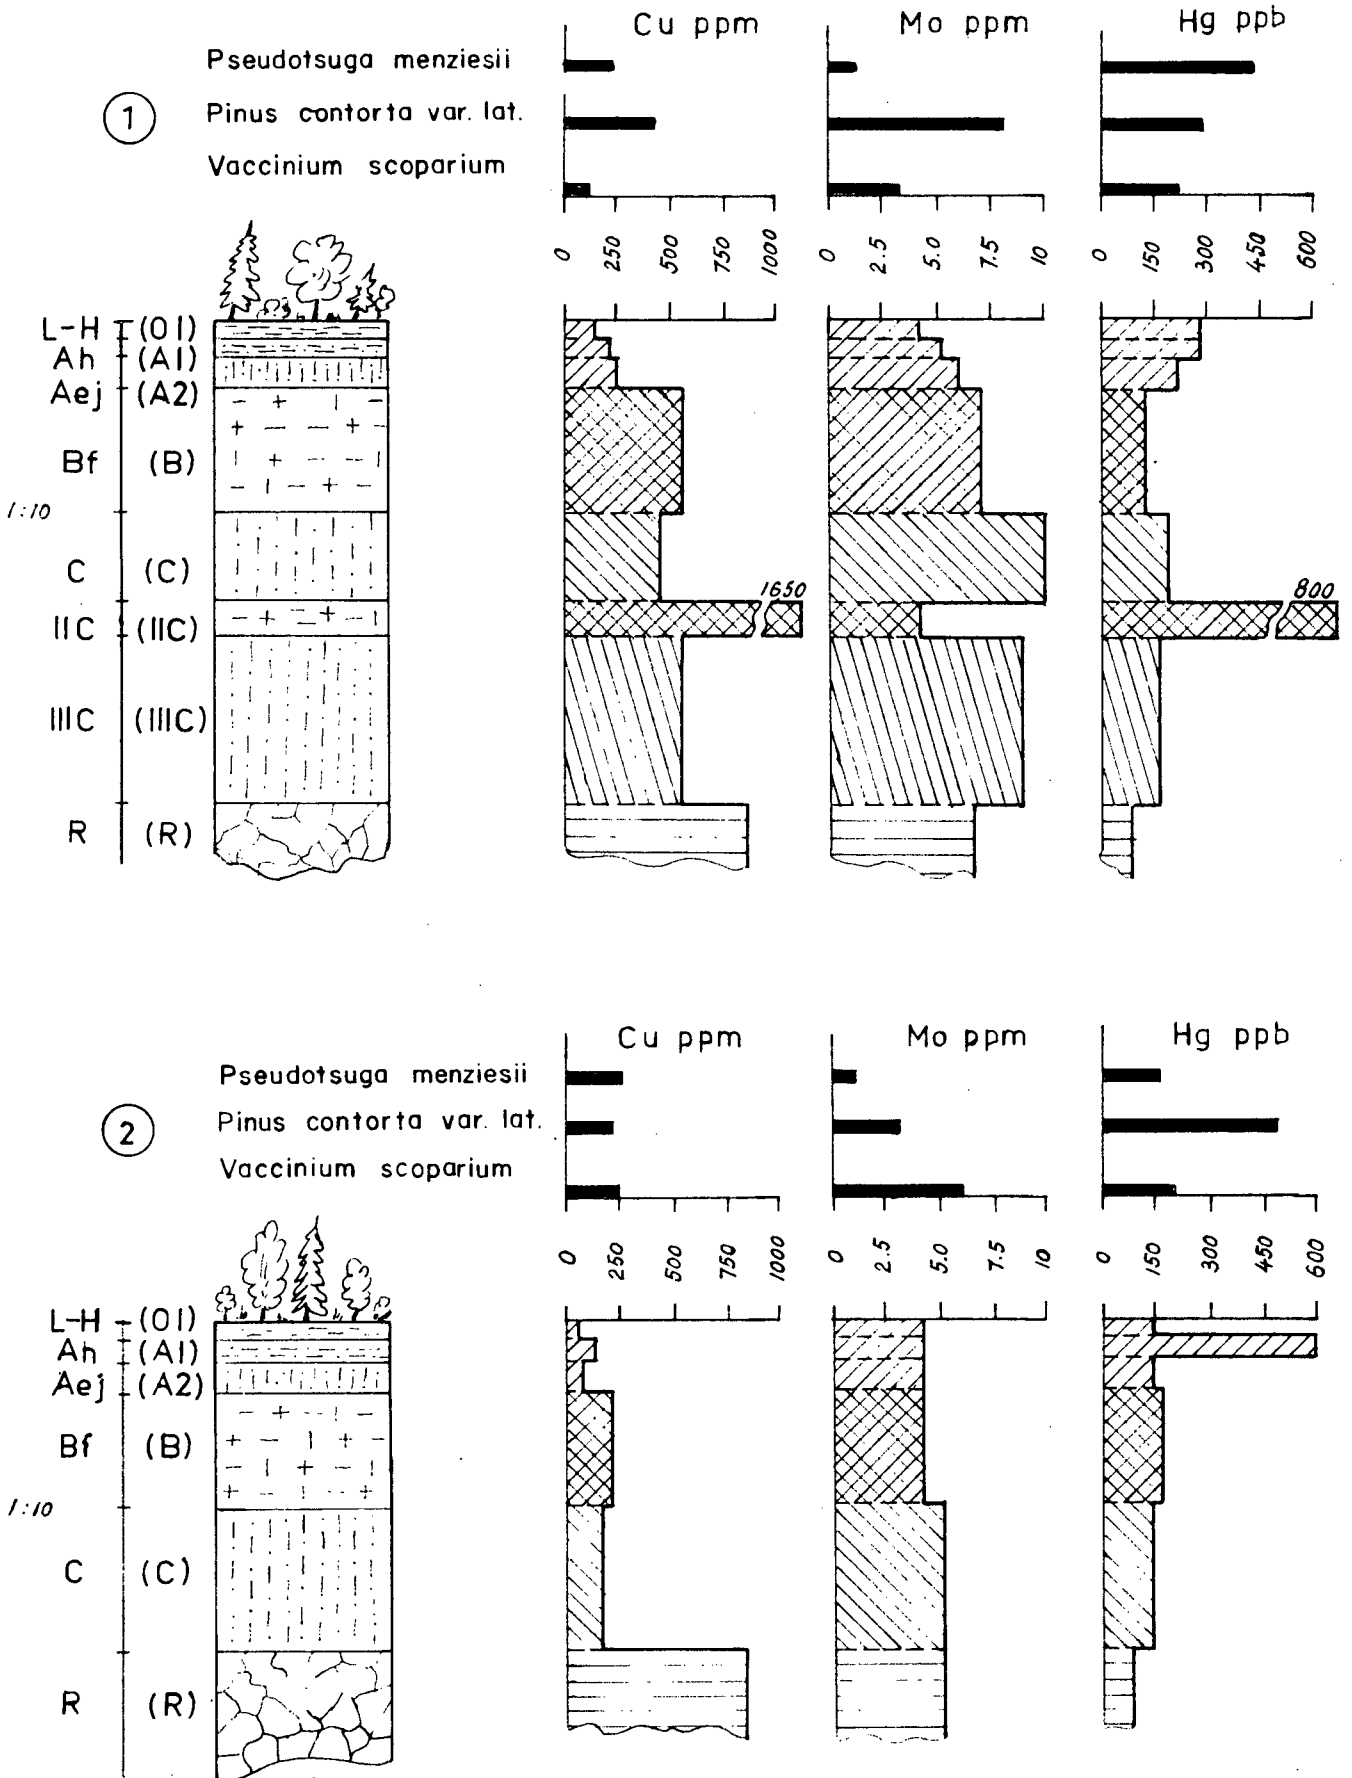 Cu ppm Mo ppm Hg ppb
Pseudotsuga menziesii
1 Pinus contorta var. lat.
Vaccinium scoparium
0 250 500 750 1000 0 2.5 5.0 7.5 10 0 150 300 450 600
L-H (O1)
Ah (A1)
Aej (A2)
Bf (B)
1:10
C (C)
1650 800
IIC (IIC)
IIIC (IIIC)
R (R)
Cu ppm Mo ppm Hg ppb
Pseudotsuga menziesii
2 Pinus contorta var. lat.
Vaccinium scoparium
0 250 500 750 1000 0 2.5 5.0 7.5 10 0 150 300 450 600
L-H (O1)
Ah (A1)
Aej (A2)
Bf (B)
1:10
C (C)
R (R)